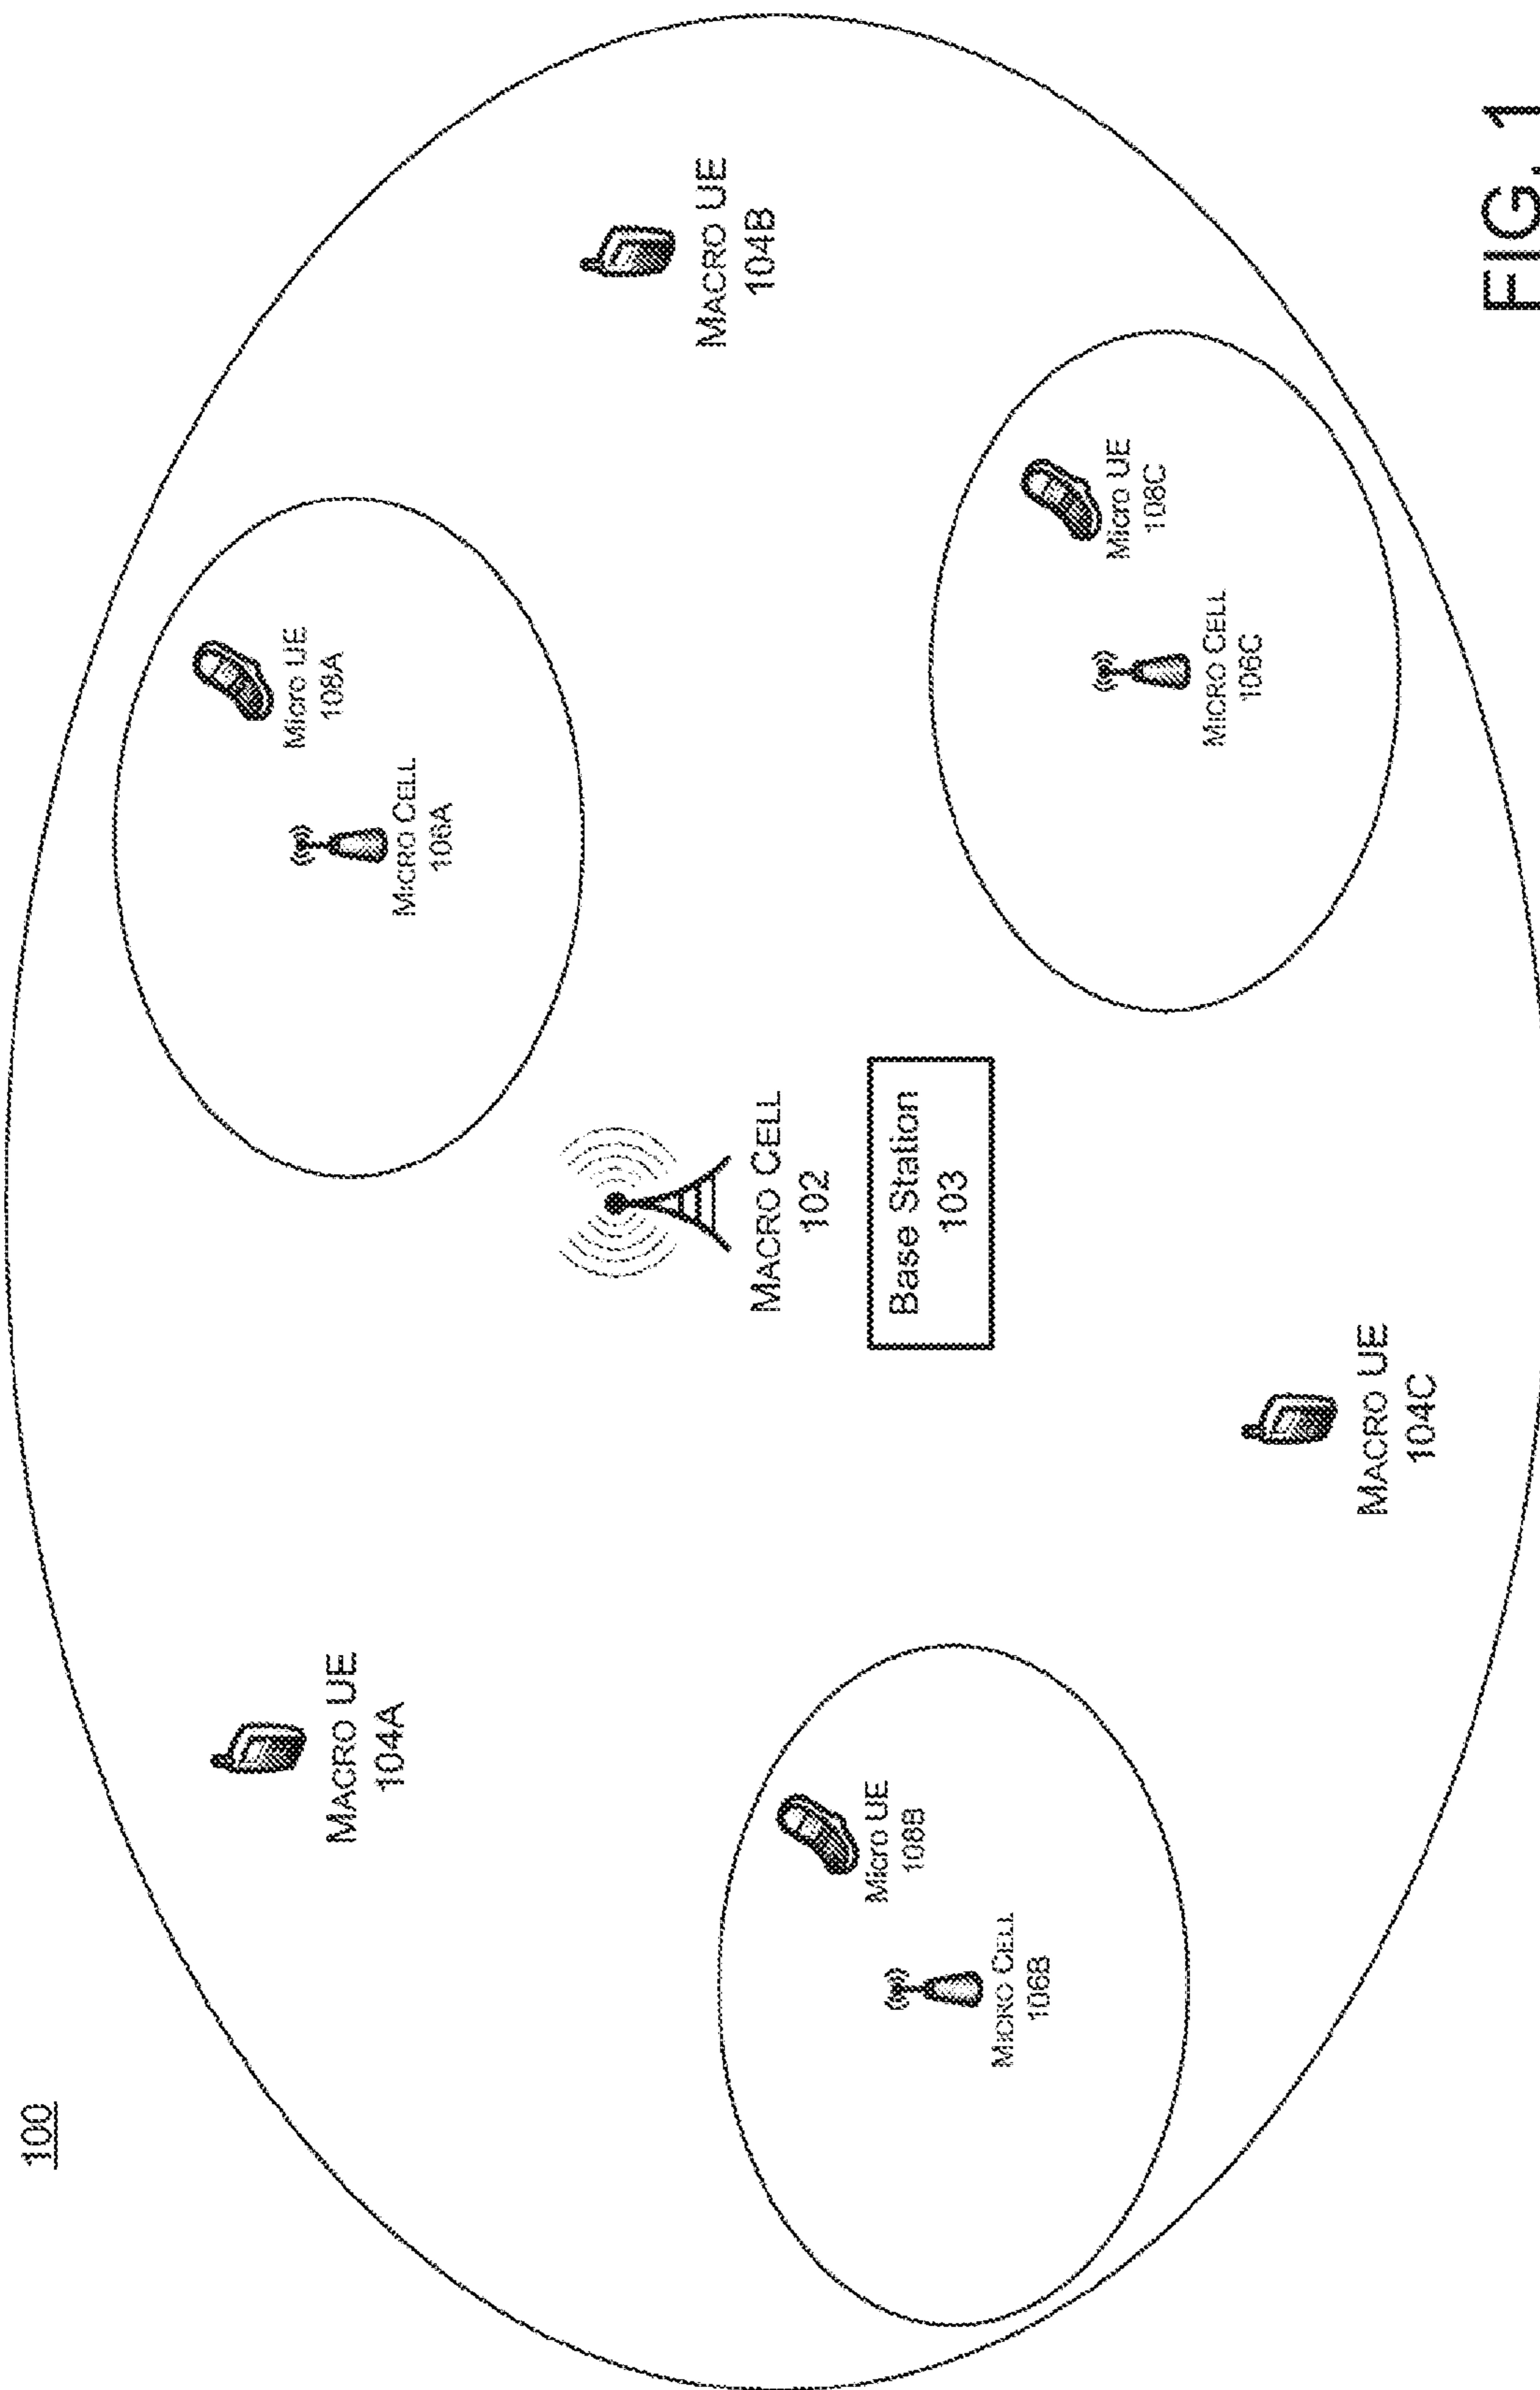 100
Micro UE
108A
MACRO UE
104A
MICRO CELL
106A
MACRO UE
104B
MACRO CELL
102
Micro UE
108B
Base Station
103
MICRO CELL
106B
Micro UE
108C
MICRO CELL
106C
MACRO UE
104C
FIG. 1